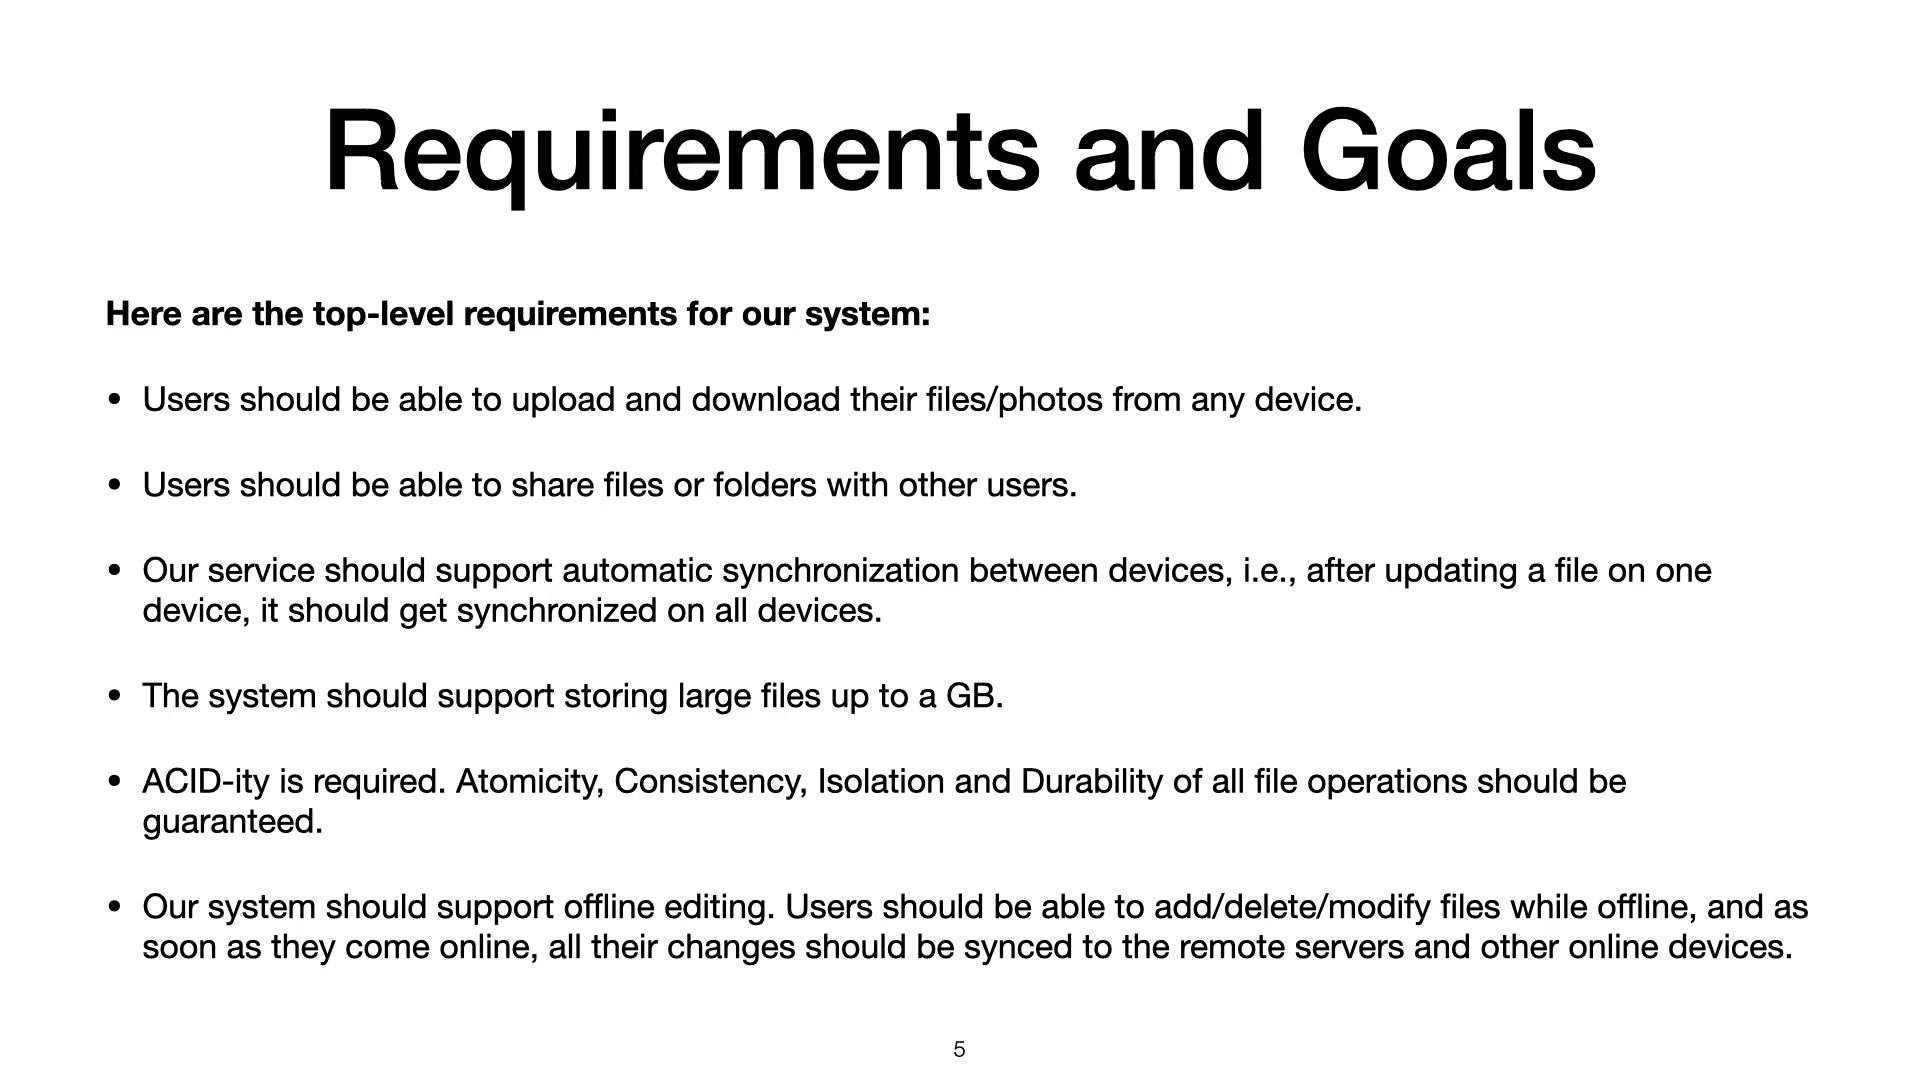 Requirements and Goals
Here are the top-level requirements for our system:
• Users should be able to upload and download their files/photos from any device.
• Users should be able to share files or folders with other users.
• Our service should support automatic synchronization between devices, i.e., after updating a file on one
device, it should get synchronized on all devices.
• The system should support storing large files up to a GB.
• ACID-ity is required. Atomicity, Consistency, Isolation and Durability of all file operations should be
guaranteed.
• Our system should support offline editing. Users should be able to add/delete/modify files while offline, and as
soon as they come online, all their changes should be synced to the remote servers and other online devices.
5